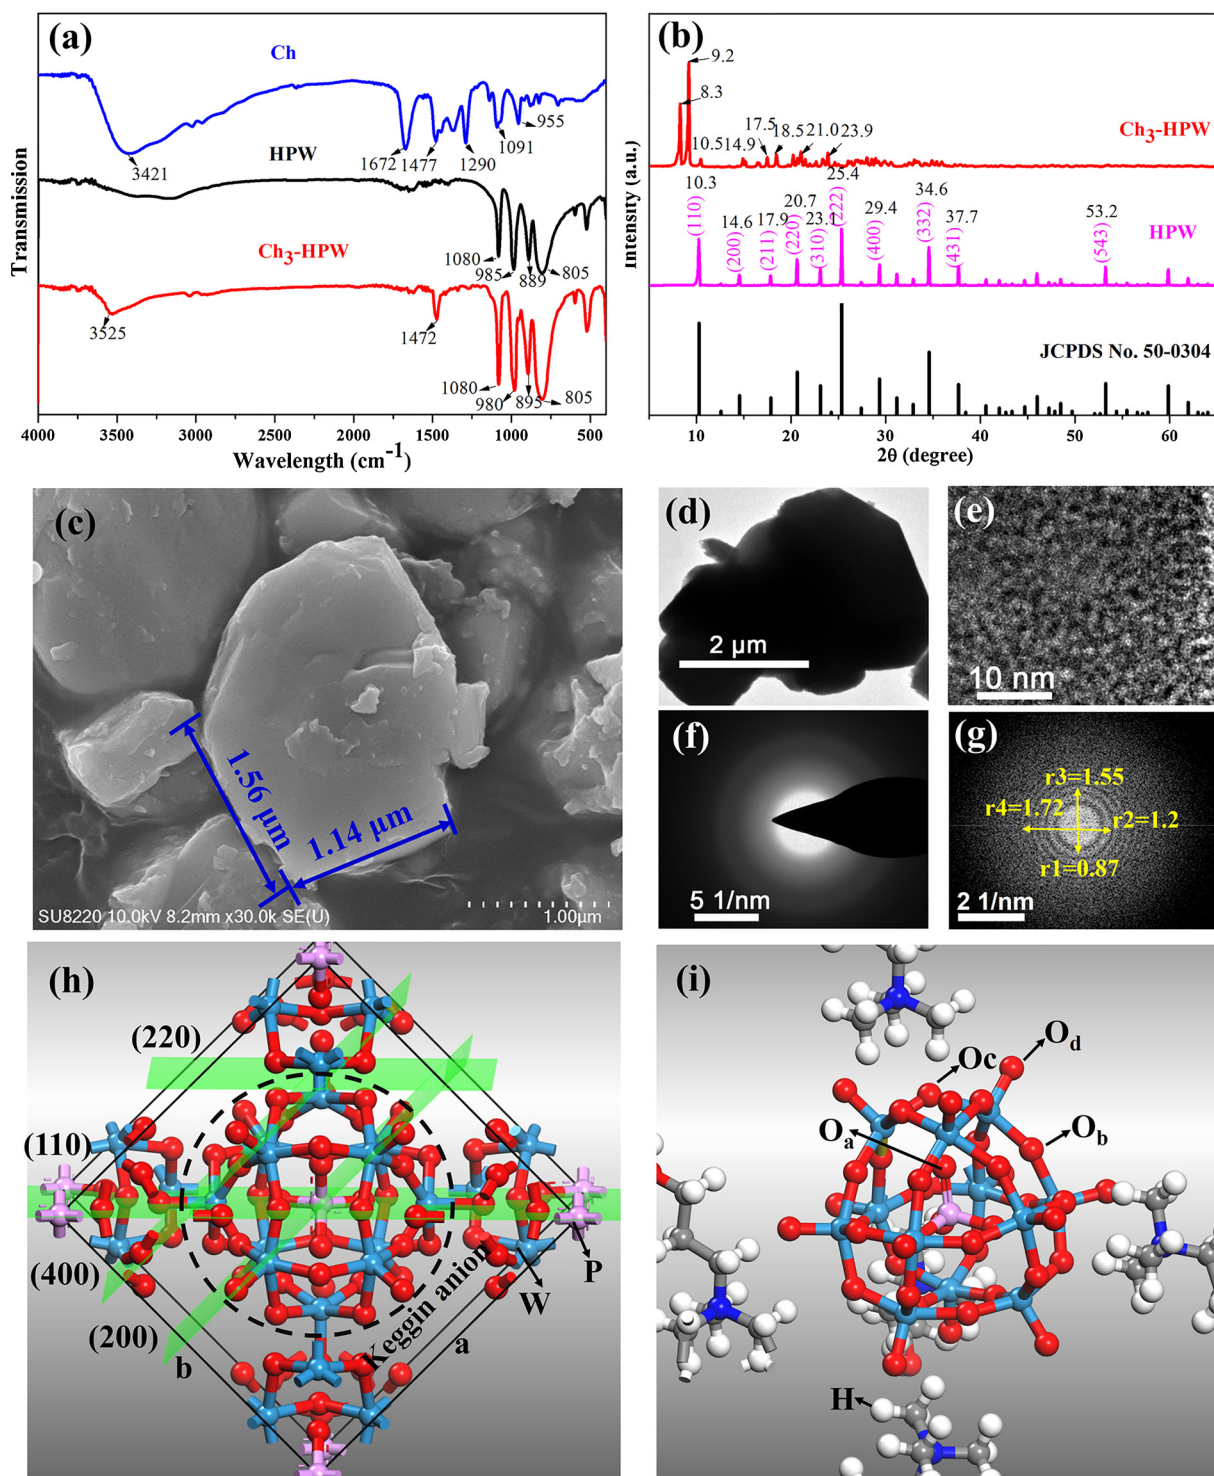 (a)
Ch
3421
1672
1477
1290
1091
955
HPW
1080
985
889
805
Ch3-HPW
3525
1472
1080
980
895
805
Transmission
4000 3500 3000 2500 2000 1500 1000 500
Wavelength (cm-1)
(b)
9.2
8.3
10.5
14.9
17.5
18.5
21.0
23.9
Ch3-HPW
10.3
14.6
17.9
20.7
23.1
25.4
29.4
34.6
37.7
53.2
(110)
(200)
(211)
(220)
(310)
(222)
(400)
(332)
(431)
(543)
HPW
JCPDS No. 50-0304
Intensity (a.u.)
10 20 30 40 50 60
2θ (degree)
(c)
1.56 μm
1.14 μm
SU8220 10.0kV 8.2mm x30.0k SE(U)
1.00μm
(d)
2 μm
(e)
10 nm
(f)
5 1/nm
(g)
r3=1.55
r4=1.72
r2=1.2
r1=0.87
2 1/nm
(h)
(220)
(110)
(400)
(200)
b
a
Keggin anion
W
P
(i)
Oc
Od
Oa
Ob
H